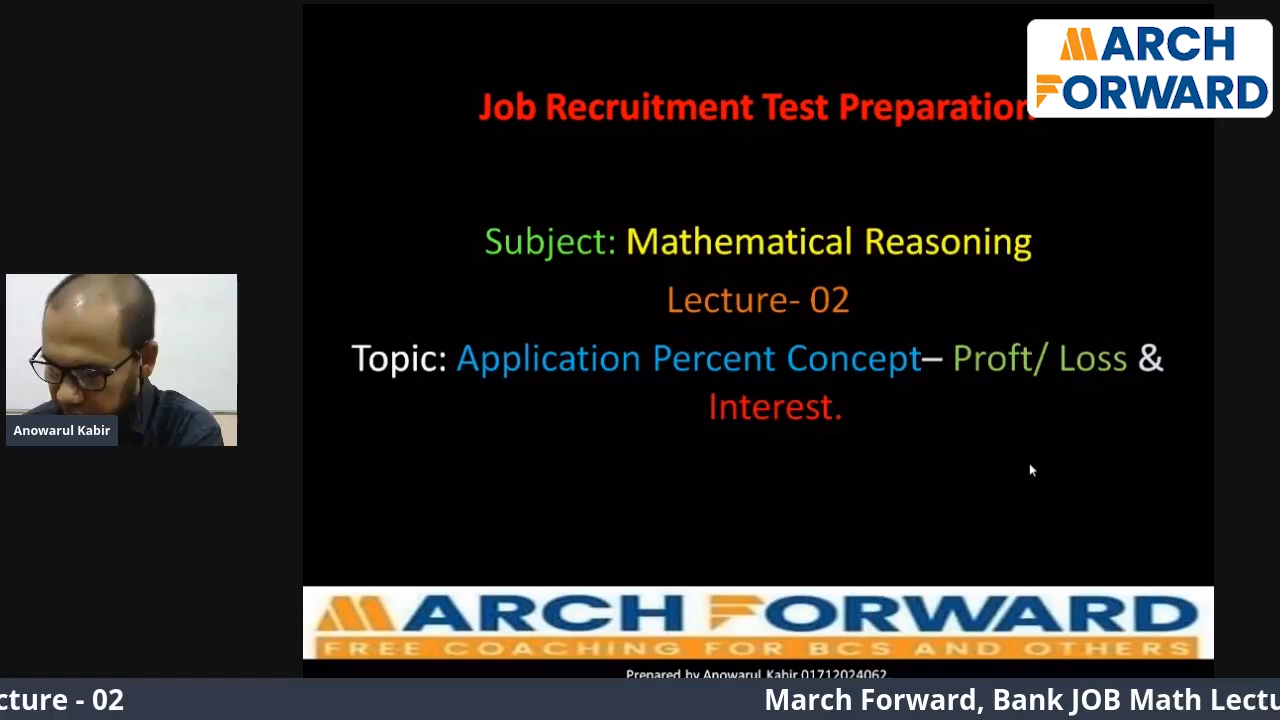 MARCH
FORWARD
Job Recruitment Test Preparation
Subject: Mathematical Reasoning
Lecture- 02
Topic: Application Percent Concept– Proft/ Loss &
Interest.
Anowarul Kabir
MARCH FORWARD
FREE COACHING FOR BCS AND OTHERS
Prepared by Anowarul Kabir 01712024062
cture - 02
March Forward, Bank JOB Math Lectu